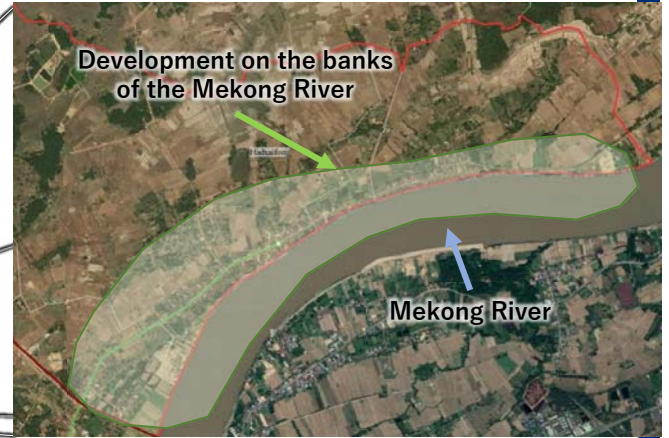 Development on the banks
of the Mekong River
Mekong River